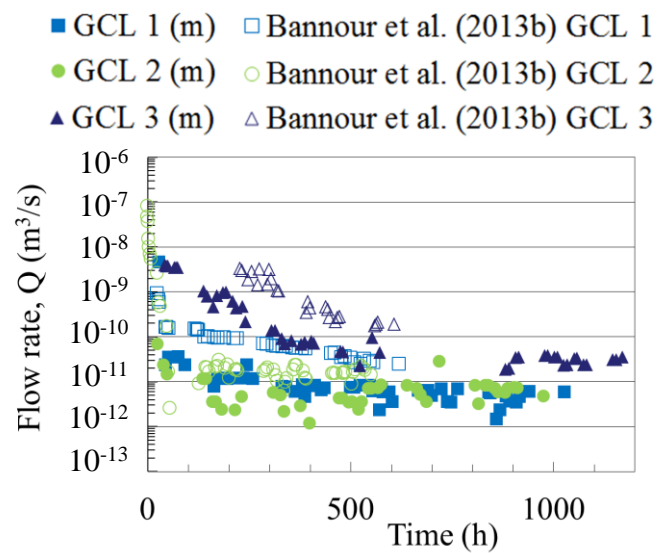 GCL 1 (m) Bannour et al. (2013b) GCL 1
GCL 2 (m) Bannour et al. (2013b) GCL 2
GCL 3 (m) Bannour et al. (2013b) GCL 3
Flow rate, Q (m³/s)
10⁻⁶
10⁻⁷
10⁻⁸
10⁻⁹
10⁻¹⁰
10⁻¹¹
10⁻¹²
10⁻¹³
0 500 1000
Time (h)